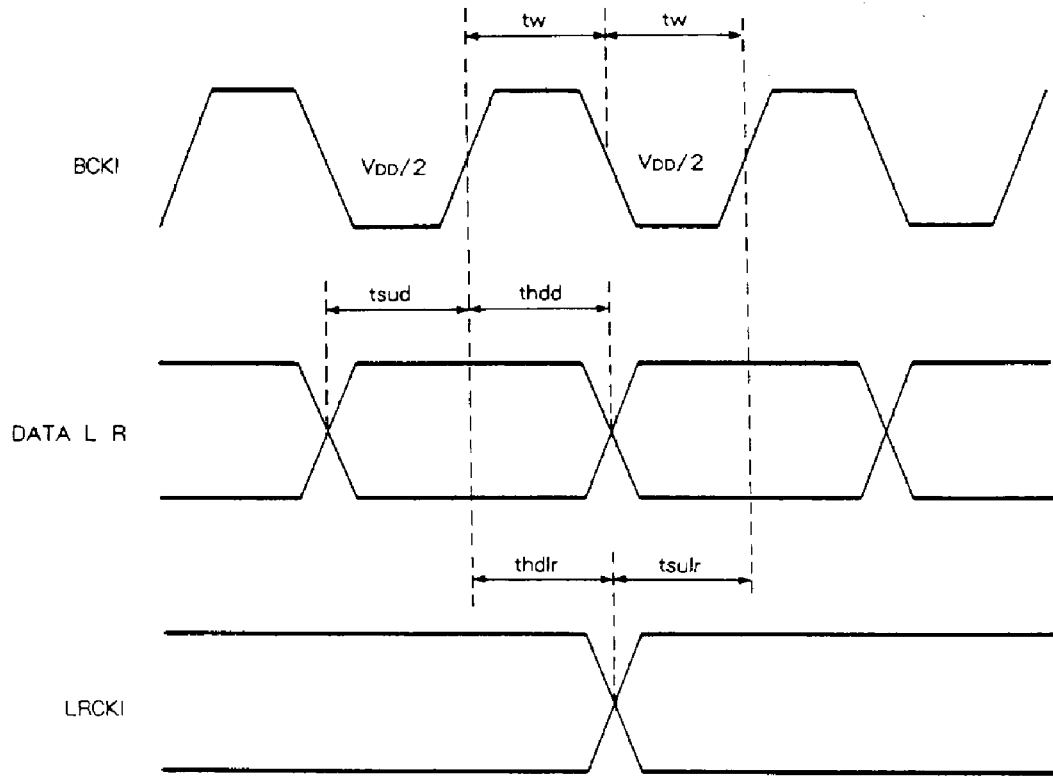 tw tw
BCKI VDD/2 VDD/2
tsud thdd
DATA L R
thdlr tsulr
LRCKI